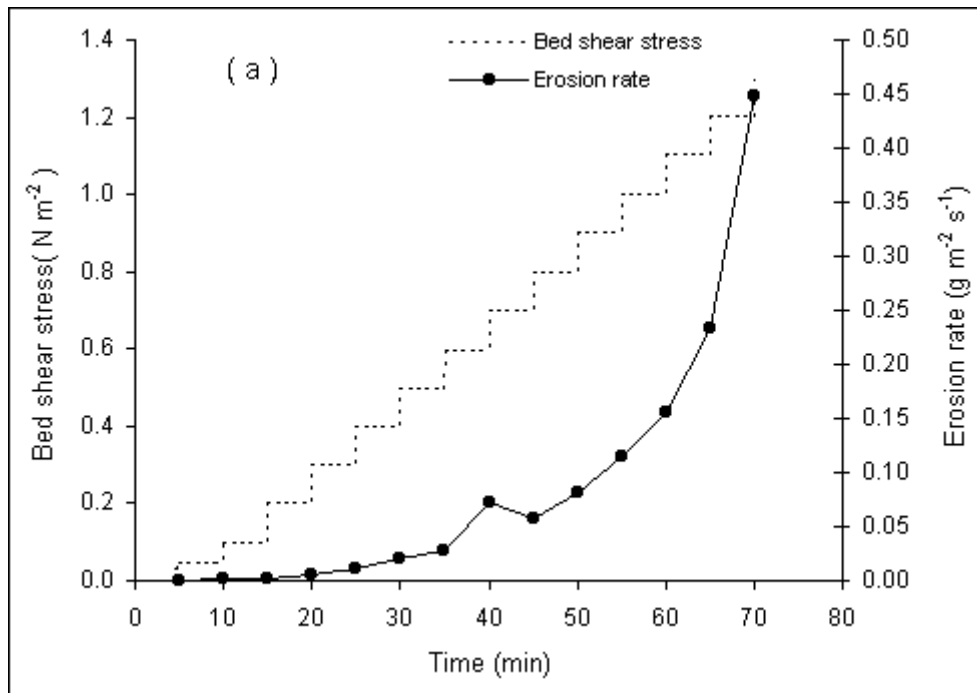 ( a )
Bed shear stress
Erosion rate
1.4
1.2
1.0
0.8
0.6
0.4
0.2
0.0
Bed shear stress( N m⁻²)
0.50
0.45
0.40
0.35
0.30
0.25
0.20
0.15
0.10
0.05
0.00
Erosion rate (g m⁻² s⁻¹)
0 10 20 30 40 50 60 70 80
Time (min)